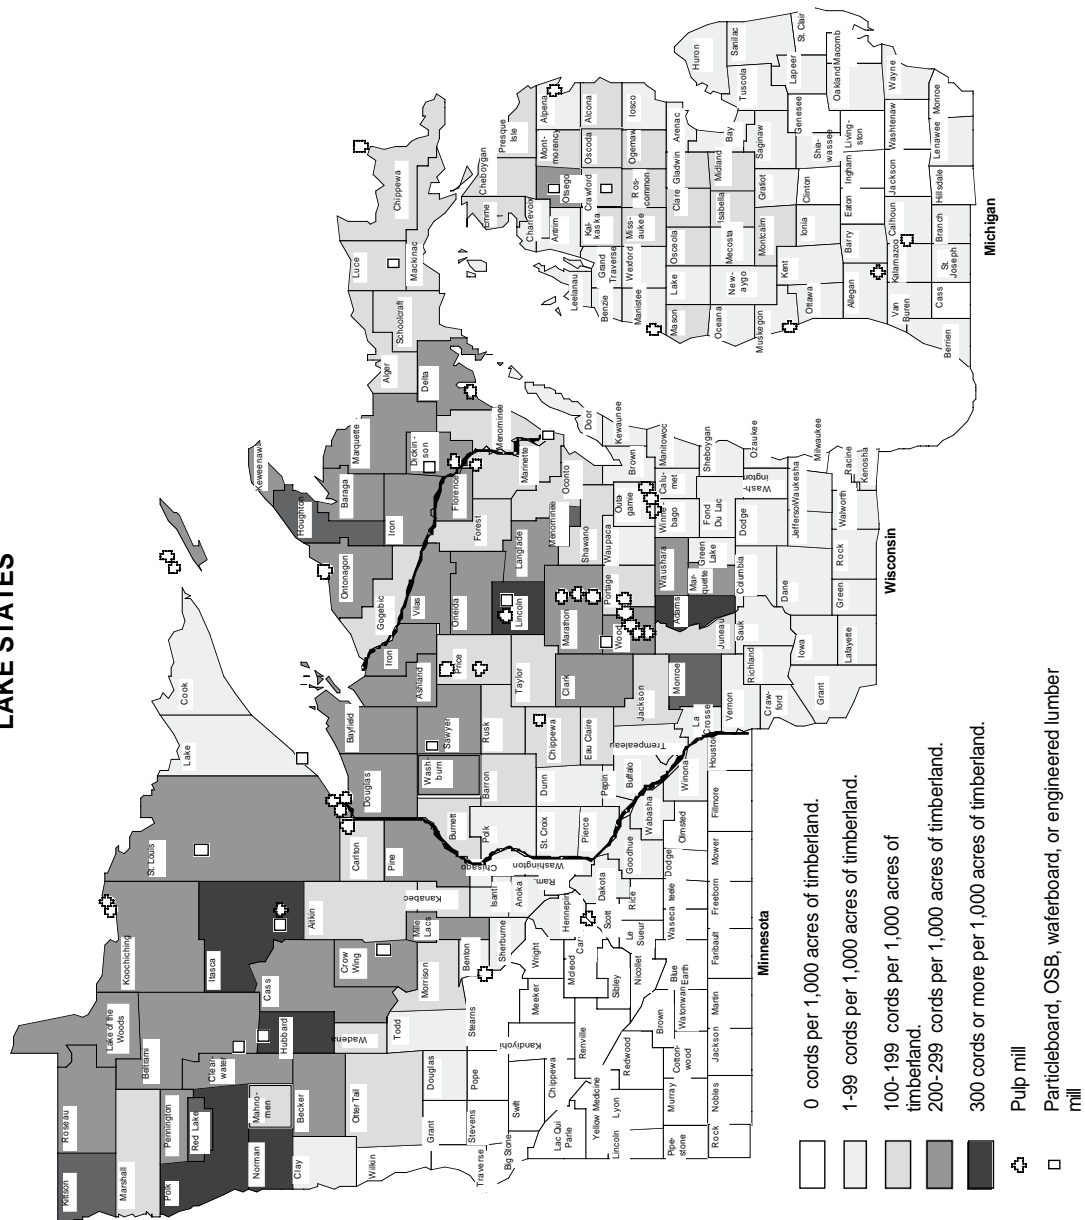 LAKE STATES
Kittson
Roseau
Lake of the
Woods
Koochiching
St. Louis
Lake
Cook
Marshall
Beltrami
Pennington
Red Lake
Polk
Clear-
water
Itasca
Norman
Mahno-
men
Hubbard
Cass
Clay
Becker
Wadena
Crow
Wing
Aitkin
Carlton
Pine
Wilkin
Otter Tail
Todd
Morrison
Mille
Lacs
Kanabec
Grant
Douglas
Stearns
Benton
Sherburne
Isanti
Chisago
Traverse
Stevens
Pope
Big Stone
Swift
Kandiyohi
Meeker
Wright
Anoka
Washington
Ram.
Hennepin
Lac Qui
Parle
Chippewa
Yellow Medicine
Renville
Mcleod
Car
Scott
Dakota
Sibley
Lincoln
Lyon
Redwood
Brown
Nicollet
Le
Sueur
Rice
Goodhue
Wabasha
Pipe-
stone
Murray
Cotton-
wood
Watonwan
Blue
Earth
Waseca
Dodge
Olmsted
Winona
Rock
Nobles
Jackson
Martin
Faribault
Freeborn
Mower
Fillmore
Houston
Minnesota
Douglas
Bayfield
Ashland
Iron
Vilas
Burnett
Wash-
burn
Sawyer
Price
Oneida
Florence
Forest
Polk
Barron
Rusk
Taylor
Lincoln
Langlade
Marinette
Oconto
Menominee
St. Croix
Dunn
Chippewa
Clark
Marathon
Shawano
Pierce
Pepin
Eau Claire
Buffalo
Trempealeau
Jackson
Wood
Portage
Waupaca
Outa-
gamie
Brown
Door
Kewaunee
La
Crosse
Monroe
Juneau
Adams
Waushara
Winne-
bago
Calu-
met
Manitowoc
Mar-
quette
Green
Lake
Fond
Du Lac
Sheboygan
Vernon
Craw-
ford
Richland
Sauk
Columbia
Dodge
Wash-
ington
Ozaukee
Grant
Iowa
Dane
Jefferso
Waukesha
Milwaukee
Lafayette
Green
Rock
Walworth
Racine
Kenosha
Wisconsin
Keweenaw
Houghton
Ontonagon
Gogebic
Baraga
Iron
Marquette
Dickin-
son
Menominee
Delta
Alger
Schoolcraft
Luce
Mackinac
Chippewa
Emme
t
Cheboygan
Presque
Isle
Charlevoix
Antrim
Otsego
Mont-
morency
Alpena
Leelanau
Benzie
Grand
Traverse
Kal-
kaska
Crawford
Oscoda
Alcona
Manistee
Wexford
Miss-
aukee
Ros-
common
Ogemaw
Iosco
Mason
Lake
Osceola
Clare
Gladwin
Arenac
Oceana
New-
aygo
Mecosta
Isabella
Midland
Bay
Huron
Muskegon
Montcalm
Gratiot
Saginaw
Tuscola
Sanilac
Ottawa
Kent
Ionia
Clinton
Shia-
wassee
Genesee
Lapeer
St. Clair
Allegan
Barry
Eaton
Ingham
Living-
ston
Oakland
Macomb
Van
Buren
Kalamazoo
Calhoun
Jackson
Washtenaw
Wayne
Berrien
Cass
St.
Joseph
Branch
Hillsdale
Lenawee
Monroe
Michigan
0 cords per 1,000 acres of timberland.
1-99 cords per 1,000 acres of timberland.
100-199 cords per 1,000 acres of
timberland.
200-299 cords per 1,000 acres of timberland.
300 cords or more per 1,000 acres of timberland.
Pulp mill
Particleboard, OSB, waferboard, or engineered lumber
mill